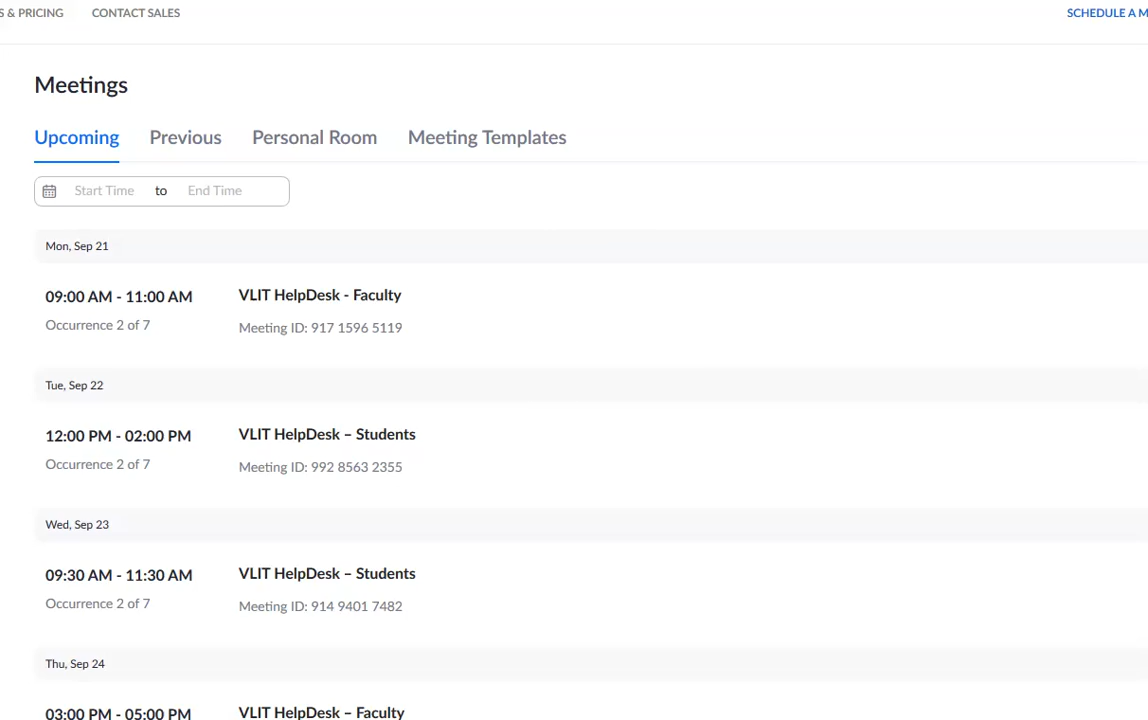 S & PRICING CONTACT SALES SCHEDULE A M
Meetings
Upcoming Previous Personal Room Meeting Templates
Start Time to End Time
Mon, Sep 21
09:00 AM - 11:00 AM VLIT HelpDesk - Faculty
Occurrence 2 of 7 Meeting ID: 917 1596 5119
Tue, Sep 22
12:00 PM - 02:00 PM VLIT HelpDesk – Students
Occurrence 2 of 7 Meeting ID: 992 8563 2355
Wed, Sep 23
09:30 AM - 11:30 AM VLIT HelpDesk – Students
Occurrence 2 of 7 Meeting ID: 914 9401 7482
Thu, Sep 24
03:00 PM - 05:00 PM VLIT HelpDesk – Faculty